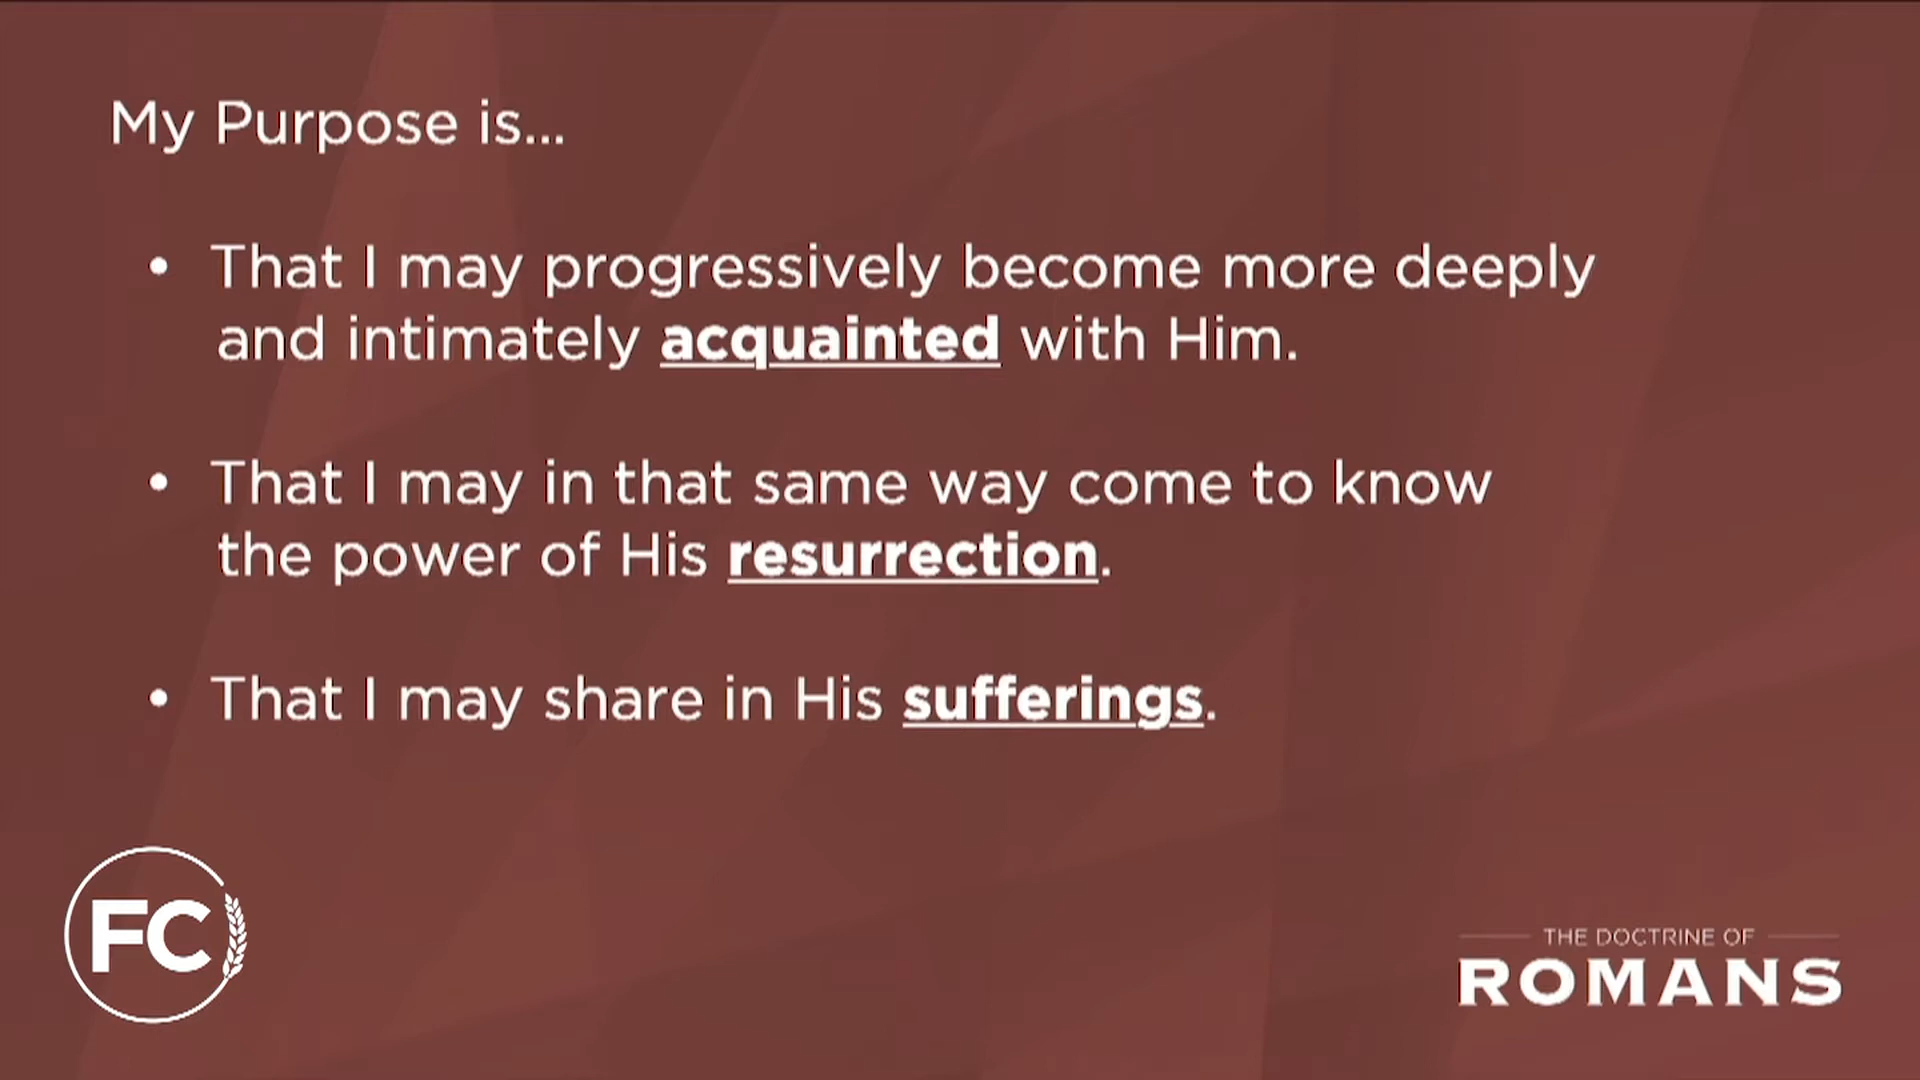 My Purpose is...
• That I may progressively become more deeply
and intimately acquainted with Him.
• That I may in that same way come to know
the power of His resurrection.
• That I may share in His sufferings.
FC
THE DOCTRINE OF
ROMANS